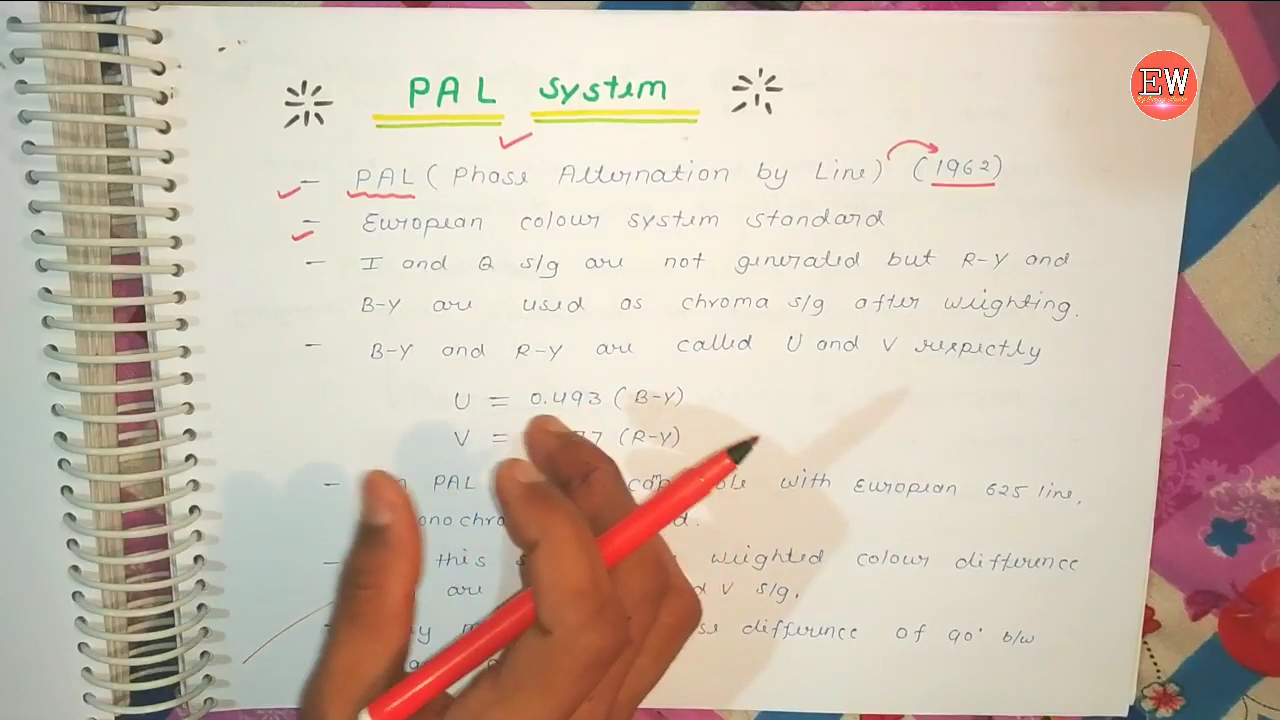 PAL System
EW
- PAL (Phase Alternation by Line) (1962)
- European colour system standard
- I and Q s/g are not generated but R-Y and
B-Y are used as chroma s/g after weighting.
- B-Y and R-Y are called U and V respectly
U = 0.493 (B-Y)
V = 77 (R-Y)
- PAL with European 625 line,
- this weighted colour difference
are V s/g.
difference of 90° b/w